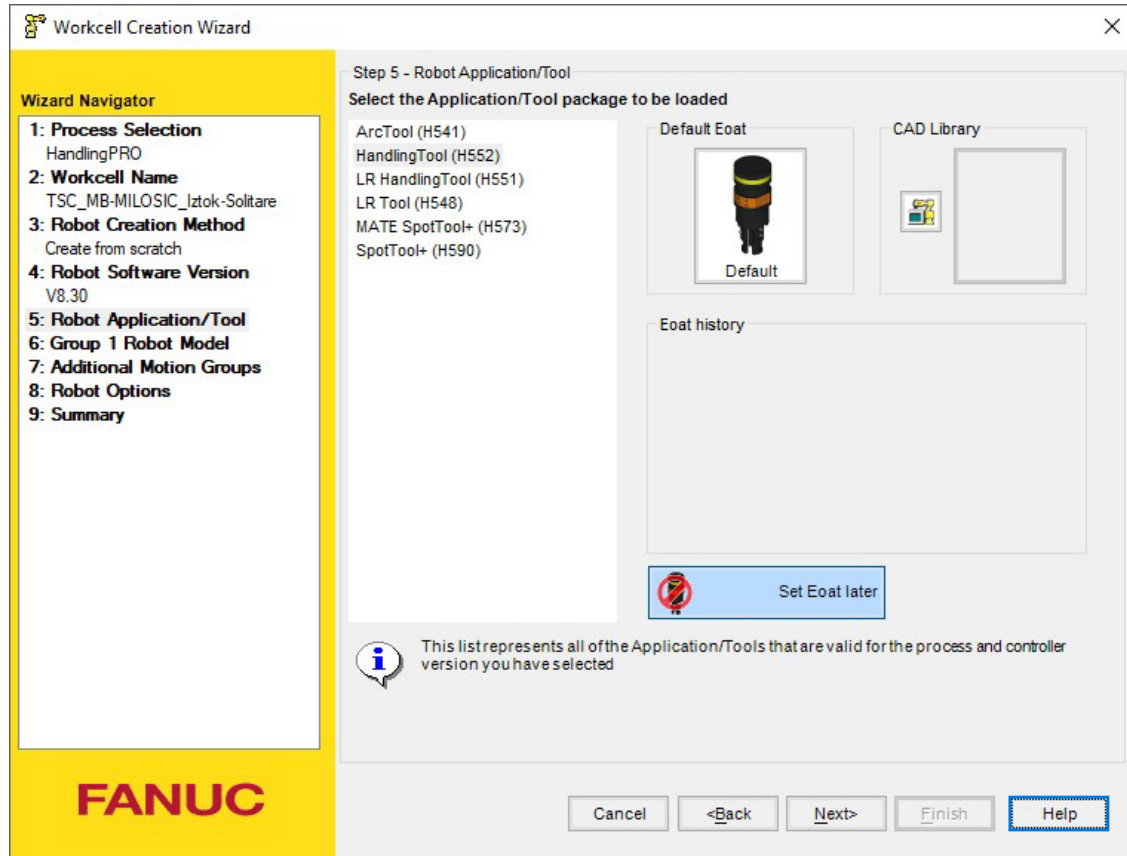 Workcell Creation Wizard
Wizard Navigator
1: Process Selection
HandlingPRO
2: Workcell Name
TSC_MB-MILOSIC_Iztok-Solitare
3: Robot Creation Method
Create from scratch
4: Robot Software Version
V8.30
5: Robot Application/Tool
6: Group 1 Robot Model
7: Additional Motion Groups
8: Robot Options
9: Summary
FANUC
Step 5 - Robot Application/Tool
Select the Application/Tool package to be loaded
ArcTool (H541)
HandlingTool (H552)
LR HandlingTool (H551)
LR Tool (H548)
MATE SpotTool+ (H573)
SpotTool+ (H590)
Default Eoat
Default
CAD Library
Eoat history
Set Eoat later
This list represents all of the Application/Tools that are valid for the process and controller
version you have selected
Cancel
<Back
Next>
Finish
Help